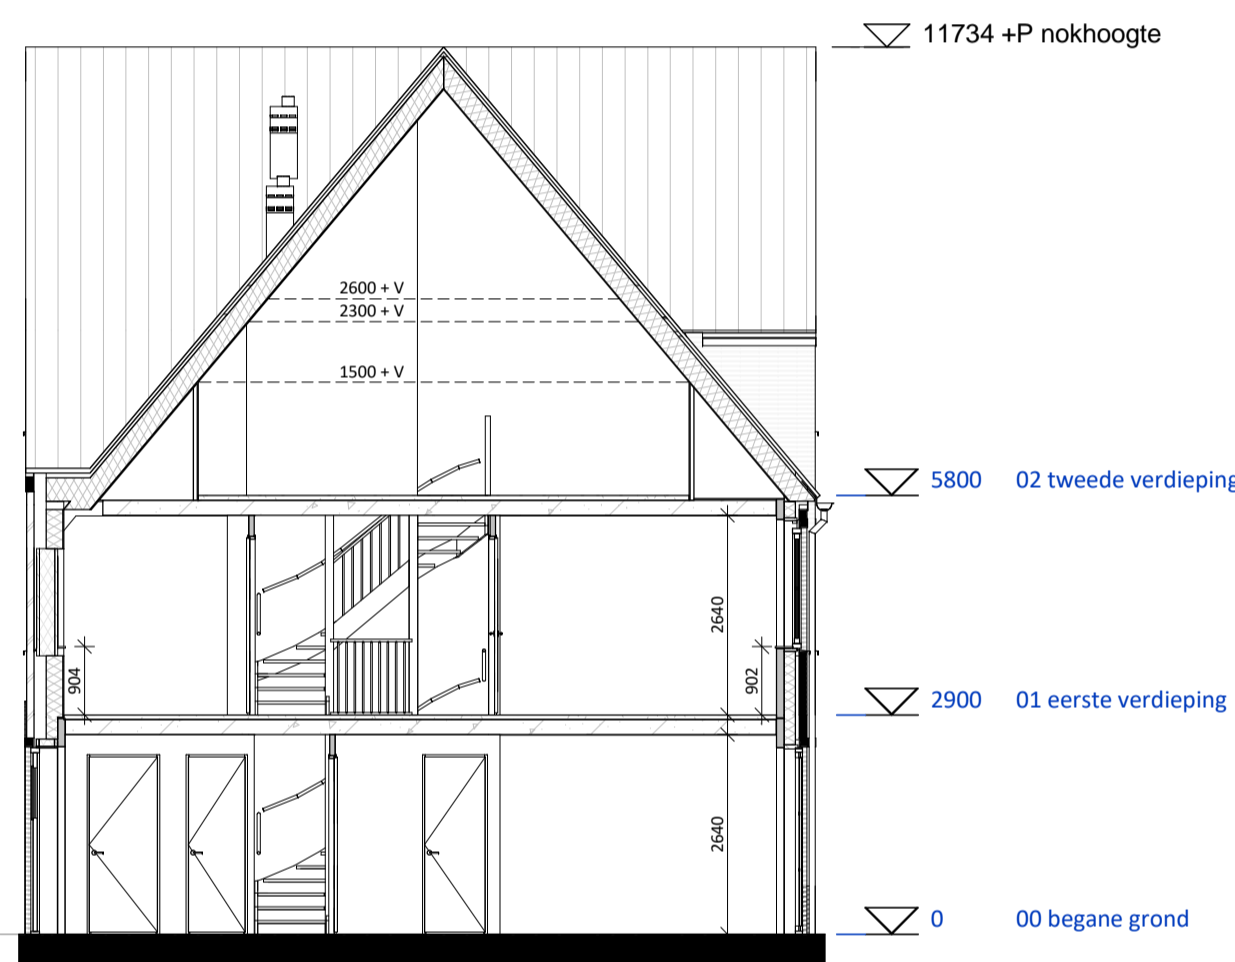 11734 +P nokhoogte
2600 + V
2300 + V
1500 + V
5800 02 tweede verdieping
2640
904
902
2900 01 eerste verdieping
2640
0 00 begane grond